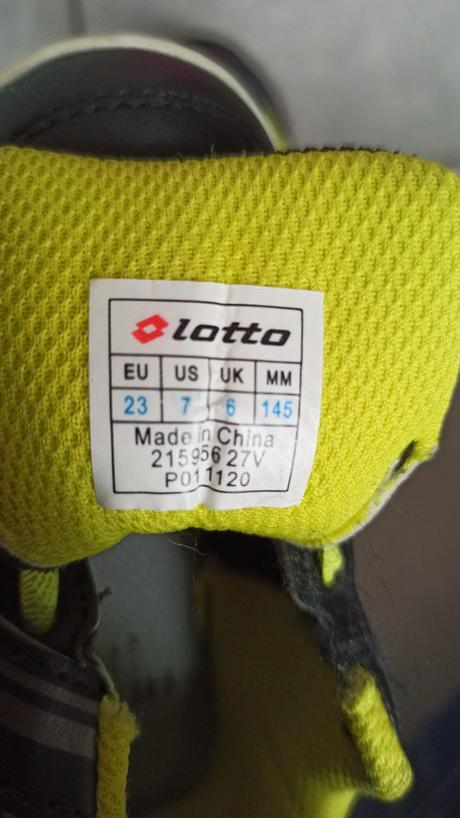 lotto
EU US UK MM
23 7 6 145
Made in China
215956 27V
P011120